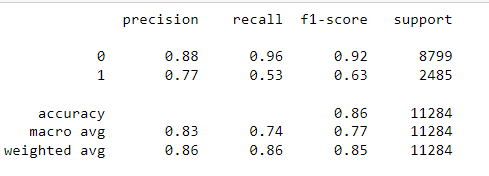 precision recall f1-score support
0 0.88 0.96 0.92 8799
1 0.77 0.53 0.63 2485
accuracy 0.86 11284
macro avg 0.83 0.74 0.77 11284
weighted avg 0.86 0.86 0.85 11284